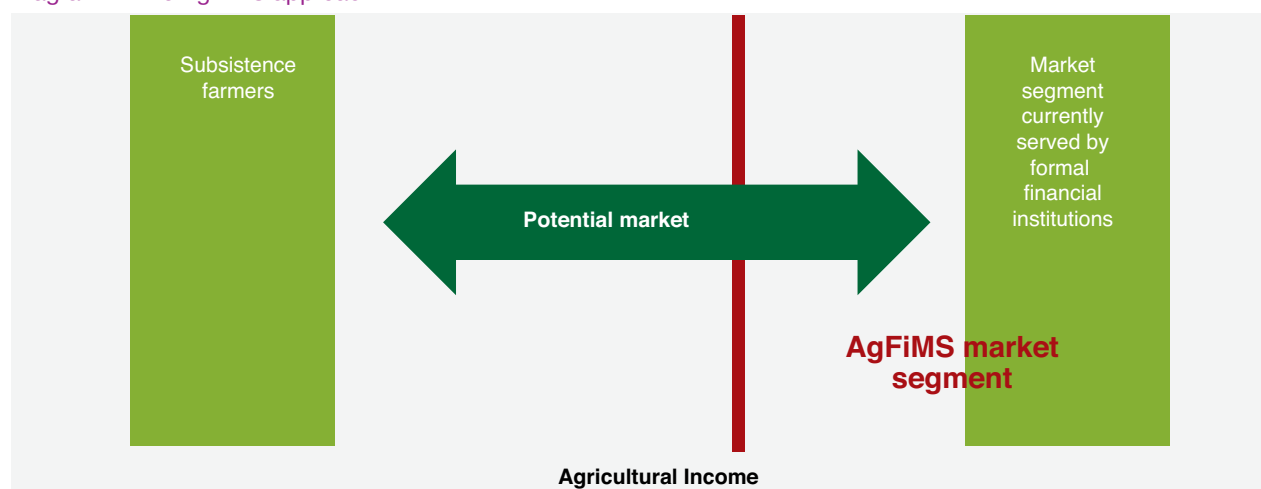 Subsistence
farmers
Market
segment
currently
served by
formal
financial
institutions
Potential market
AgFiMS market
segment
Agricultural Income